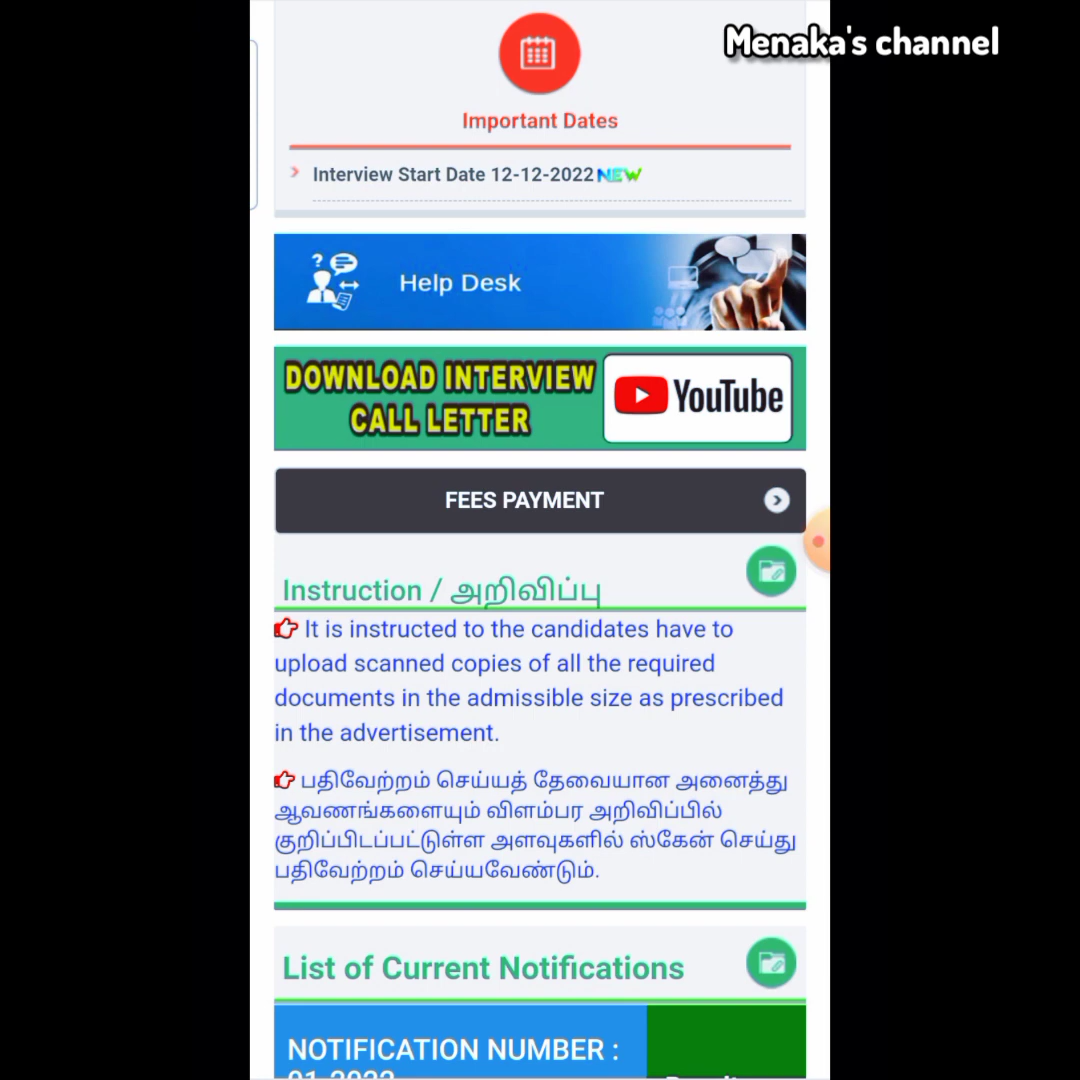 Menaka's channel
Important Dates
Interview Start Date 12-12-2022 NEW
Help Desk
DOWNLOAD INTERVIEW
CALL LETTER
YouTube
FEES PAYMENT
Instruction / அறிவிப்பு
It is instructed to the candidates have to
upload scanned copies of all the required
documents in the admissible size as prescribed
in the advertisement.
பதிவேற்றம் செய்யத் தேவையான அனைத்து
ஆவணங்களையும் விளம்பர அறிவிப்பில்
குறிப்பிடப்பட்டுள்ள அளவுகளில் ஸ்கேன் செய்து
பதிவேற்றம் செய்யவேண்டும்.
List of Current Notifications
NOTIFICATION NUMBER :
01-2022